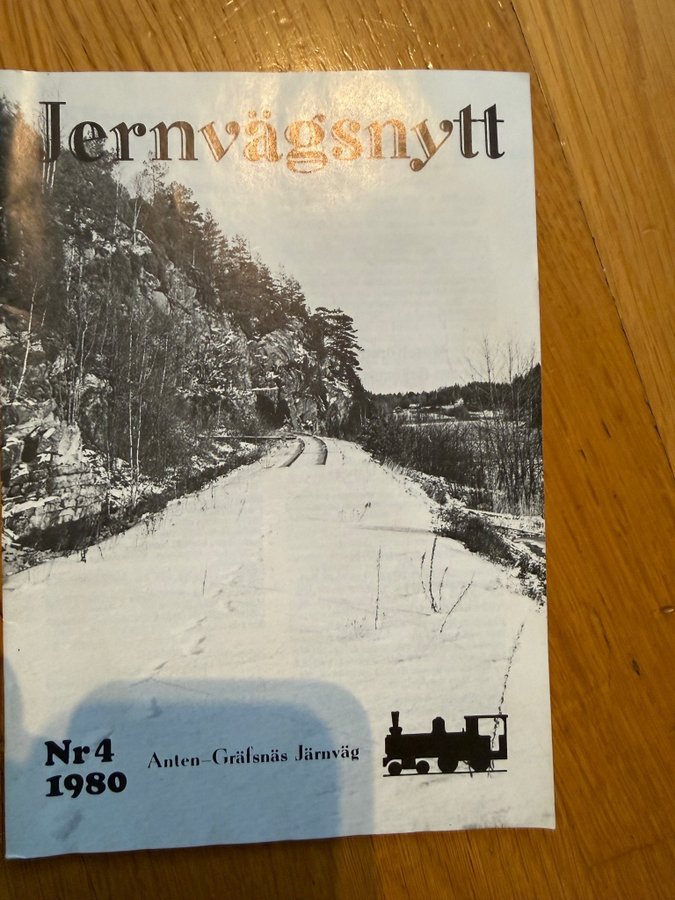 Jernvägsnytt
Nr 4
1980
Anten–Gräfsnäs Järnväg